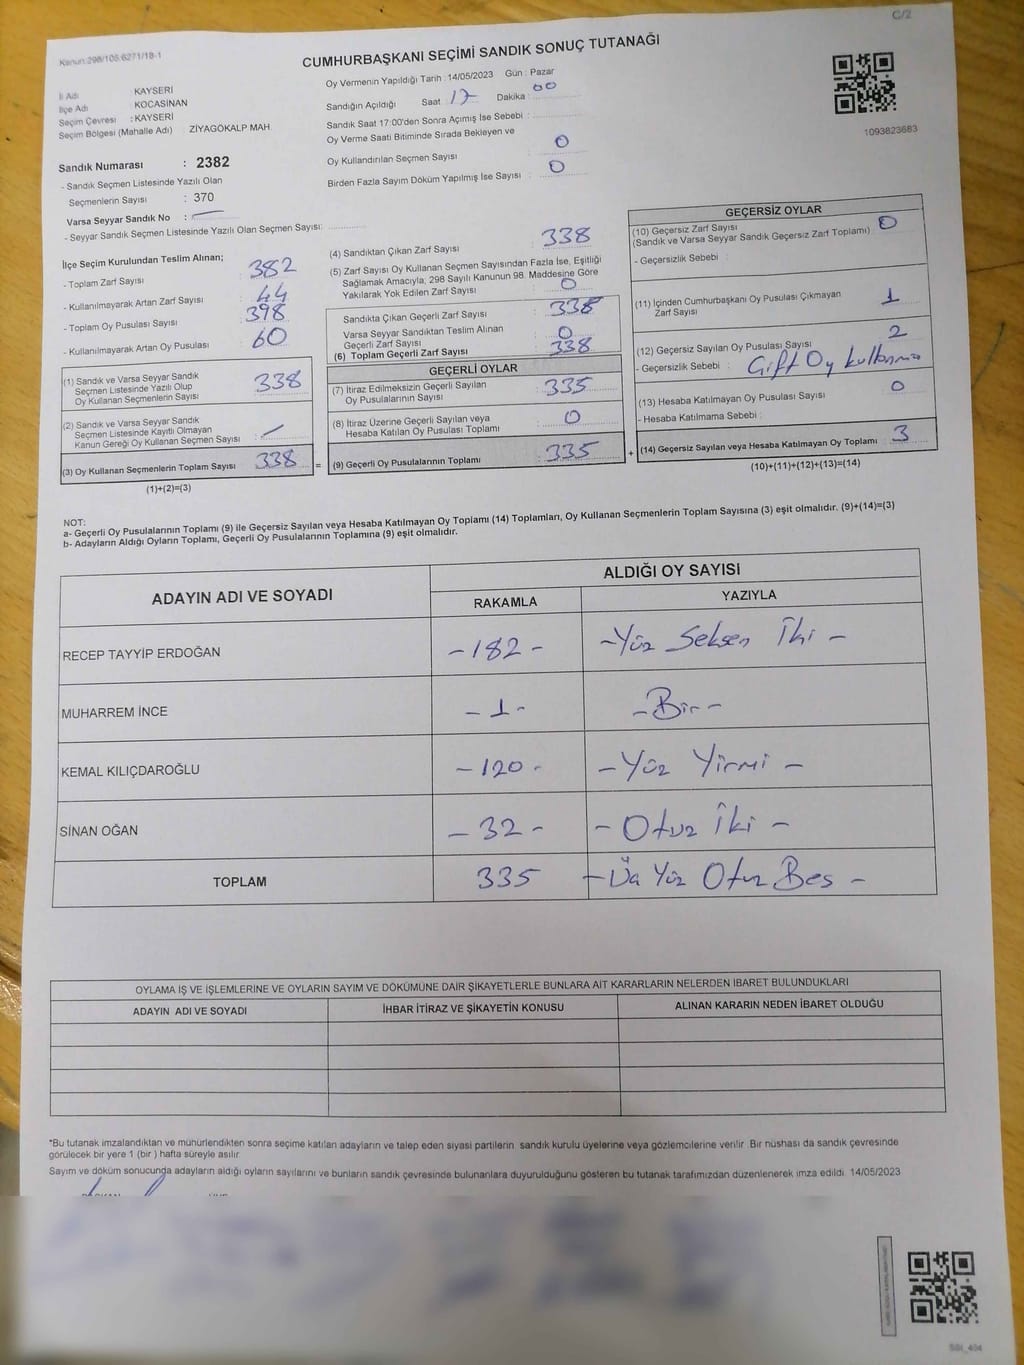 C/2
Kanun:298/105.6271/18-1
CUMHURBAŞKANI SEÇİMİ SANDIK SONUÇ TUTANAĞI
Oy Vermenin Yapıldığı Tarih : 14/05/2023 Gün : Pazar
İl Adı KAYSERİ
İlçe Adı KOCASİNAN
Seçim Çevresi : KAYSERİ
Seçim Bölgesi (Mahalle Adı) : ZİYAGÖKALP MAH.
Sandığın Açıldığı Saat 17 Dakika : 00
Sandık Saat 17:00'den Sonra Açımış İse Sebebi :
Oy Verme Saati Bitiminde Sırada Bekleyen ve
Oy Kullandırılan Seçmen Sayısı : 0
Birden Fazla Sayım Döküm Yapılmış İse Sayısı : 0
1093823683
Sandık Numarası : 2382
- Sandık Seçmen Listesinde Yazılı Olan
Seçmenlerin Sayısı : 370
Varsa Seyyar Sandık No :
- Seyyar Sandık Seçmen Listesinde Yazılı Olan Seçmen Sayısı:
İlçe Seçim Kurulundan Teslim Alınan;
- Toplam Zarf Sayısı : 382
- Kullanılmayarak Artan Zarf Sayısı : 44
- Toplam Oy Pusulası Sayısı : 398
- Kullanılmayarak Artan Oy Pusulası : 60
(1) Sandık ve Varsa Seyyar Sandık
Seçmen Listesinde Yazılı Olup
Oy Kullanan Seçmenlerin Sayısı : 338
(2) Sandık ve Varsa Seyyar Sandık
Seçmen Listesinde Kayıtlı Olmayan
Kanun Gereği Oy Kullanan Seçmen Sayısı :
(3) Oy Kullanan Seçmenlerin Toplam Sayısı : 338 =
(1)+(2)=(3)
(4) Sandıktan Çıkan Zarf Sayısı : 338
(5) Zarf Sayısı Oy Kullanan Seçmen Sayısından Fazla İse, Eşitliği
Sağlamak Amacıyla, 298 Sayılı Kanunun 98. Maddesine Göre
Yakılarak Yok Edilen Zarf Sayısı : 0
Sandıkta Çıkan Geçerli Zarf Sayısı : 338
Varsa Seyyar Sandıktan Teslim Alınan
Geçerli Zarf Sayısı : 0
(6) Toplam Geçerli Zarf Sayısı : 338
GEÇERLİ OYLAR
(7) İtiraz Edilmeksizin Geçerli Sayılan
Oy Pusulalarının Sayısı : 335
(8) İtiraz Üzerine Geçerli Sayılan veya
Hesaba Katılan Oy Pusulası Toplamı : 0
(9) Geçerli Oy Pusulalarının Toplamı : 335 +
GEÇERSİZ OYLAR
(10) Geçersiz Zarf Sayısı : 0
(Sandık ve Varsa Seyyar Sandık Geçersiz Zarf Toplamı)
- Geçersizlik Sebebi :
(11) İçinden Cumhurbaşkanı Oy Pusulası Çıkmayan
Zarf Sayısı : 1
(12) Geçersiz Sayılan Oy Pusulası Sayısı : 2
- Geçersizlik Sebebi : Çift Oy kullanma
(13) Hesaba Katılmayan Oy Pusulası Sayısı : 0
- Hesaba Katılmama Sebebi :
(14) Geçersiz Sayılan veya Hesaba Katılmayan Oy Toplamı : 3
(10)+(11)+(12)+(13)=(14)
NOT:
a- Geçerli Oy Pusulalarının Toplamı (9) ile Geçersiz Sayılan veya Hesaba Katılmayan Oy Toplamı (14) Toplamları, Oy Kullanan Seçmenlerin Toplam Sayısına (3) eşit olmalıdır. (9)+(14)=(3)
b- Adayların Aldığı Oyların Toplamı, Geçerli Oy Pusulalarının Toplamına (9) eşit olmalıdır.
ADAYIN ADI VE SOYADI ALDIĞI OY SAYISI
RAKAMLA YAZIYLA
RECEP TAYYİP ERDOĞAN -182- -Yüz Seksen İki-
MUHARREM İNCE -1- -Bir-
KEMAL KILIÇDAROĞLU -120- -Yüz Yirmi-
SİNAN OĞAN -32- -Otuz İki-
TOPLAM 335 -Üç Yüz Otuz Beş-
OYLAMA İŞ VE İŞLEMLERİNE VE OYLARIN SAYIM VE DÖKÜMÜNE DAİR ŞİKAYETLERLE BUNLARA AİT KARARLARIN NELERDEN İBARET BULUNDUKLARI
ADAYIN ADI VE SOYADI İHBAR İTİRAZ VE ŞİKAYETİN KONUSU ALINAN KARARIN NEDEN İBARET OLDUĞU
*Bu tutanak imzalandıktan ve mühürlendikten sonra seçime katılan adayların ve talep eden siyasi partilerin sandık kurulu üyelerine veya gözlemcilerine verilir. Bir nüshası da sandık çevresinde
görülecek bir yere 1 (bir) hafta süreyle asılır.
Sayım ve döküm sonucunda adayların aldığı oyların sayılarını ve bunların sandık çevresinde bulunanlara duyurulduğunu gösteren bu tutanak tarafımızdan düzenlenerek imza edildi. 14/05/2023